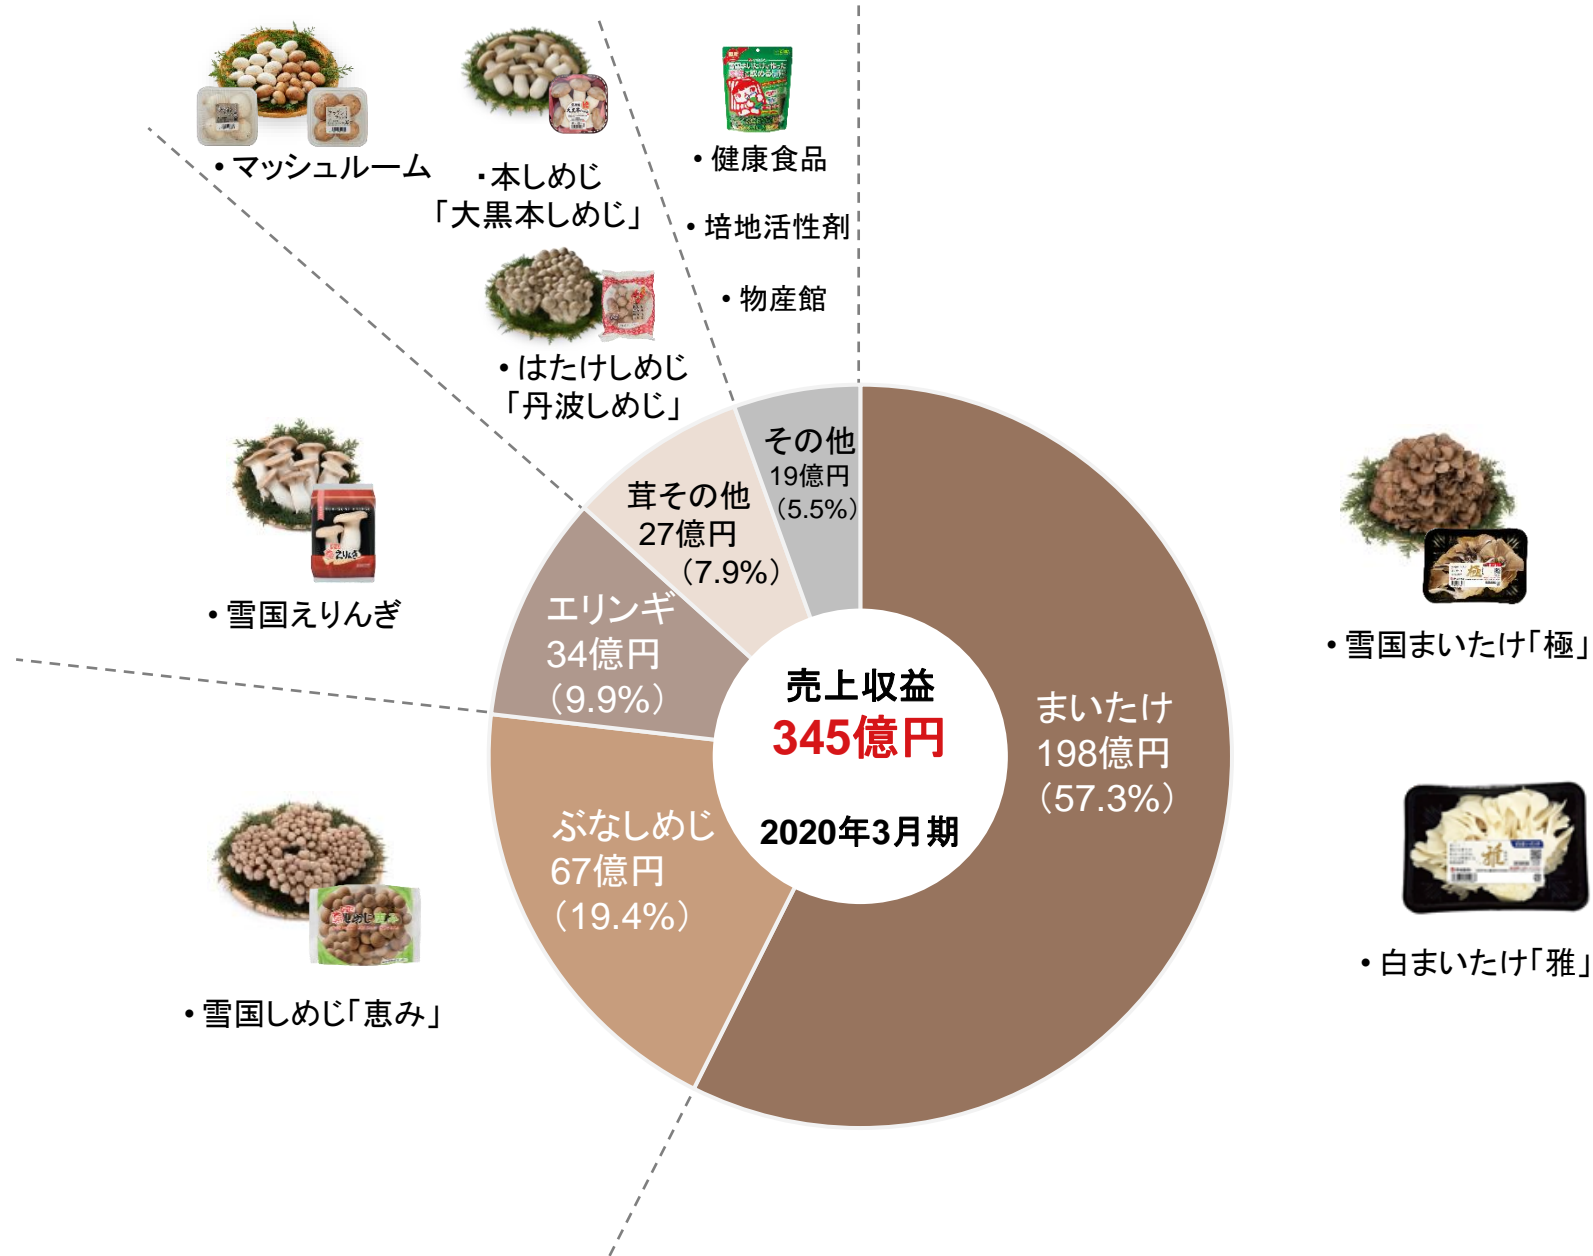 ・マッシュルーム
・本しめじ
「大黒本しめじ」
・はたけしめじ
「丹波しめじ」
・健康食品
・培地活性剤
・物産館
・雪国えりんぎ
・雪国しめじ「恵み」
・雪国まいたけ「極」
・白まいたけ「雅」
その他
19億円
（5.5%）
茸その他
27億円
（7.9%）
エリンギ
34億円
（9.9%）
ぶなしめじ
67億円
（19.4%）
まいたけ
198億円
（57.3%）
売上収益
345億円
2020年3月期
えりんぎ
極
雅